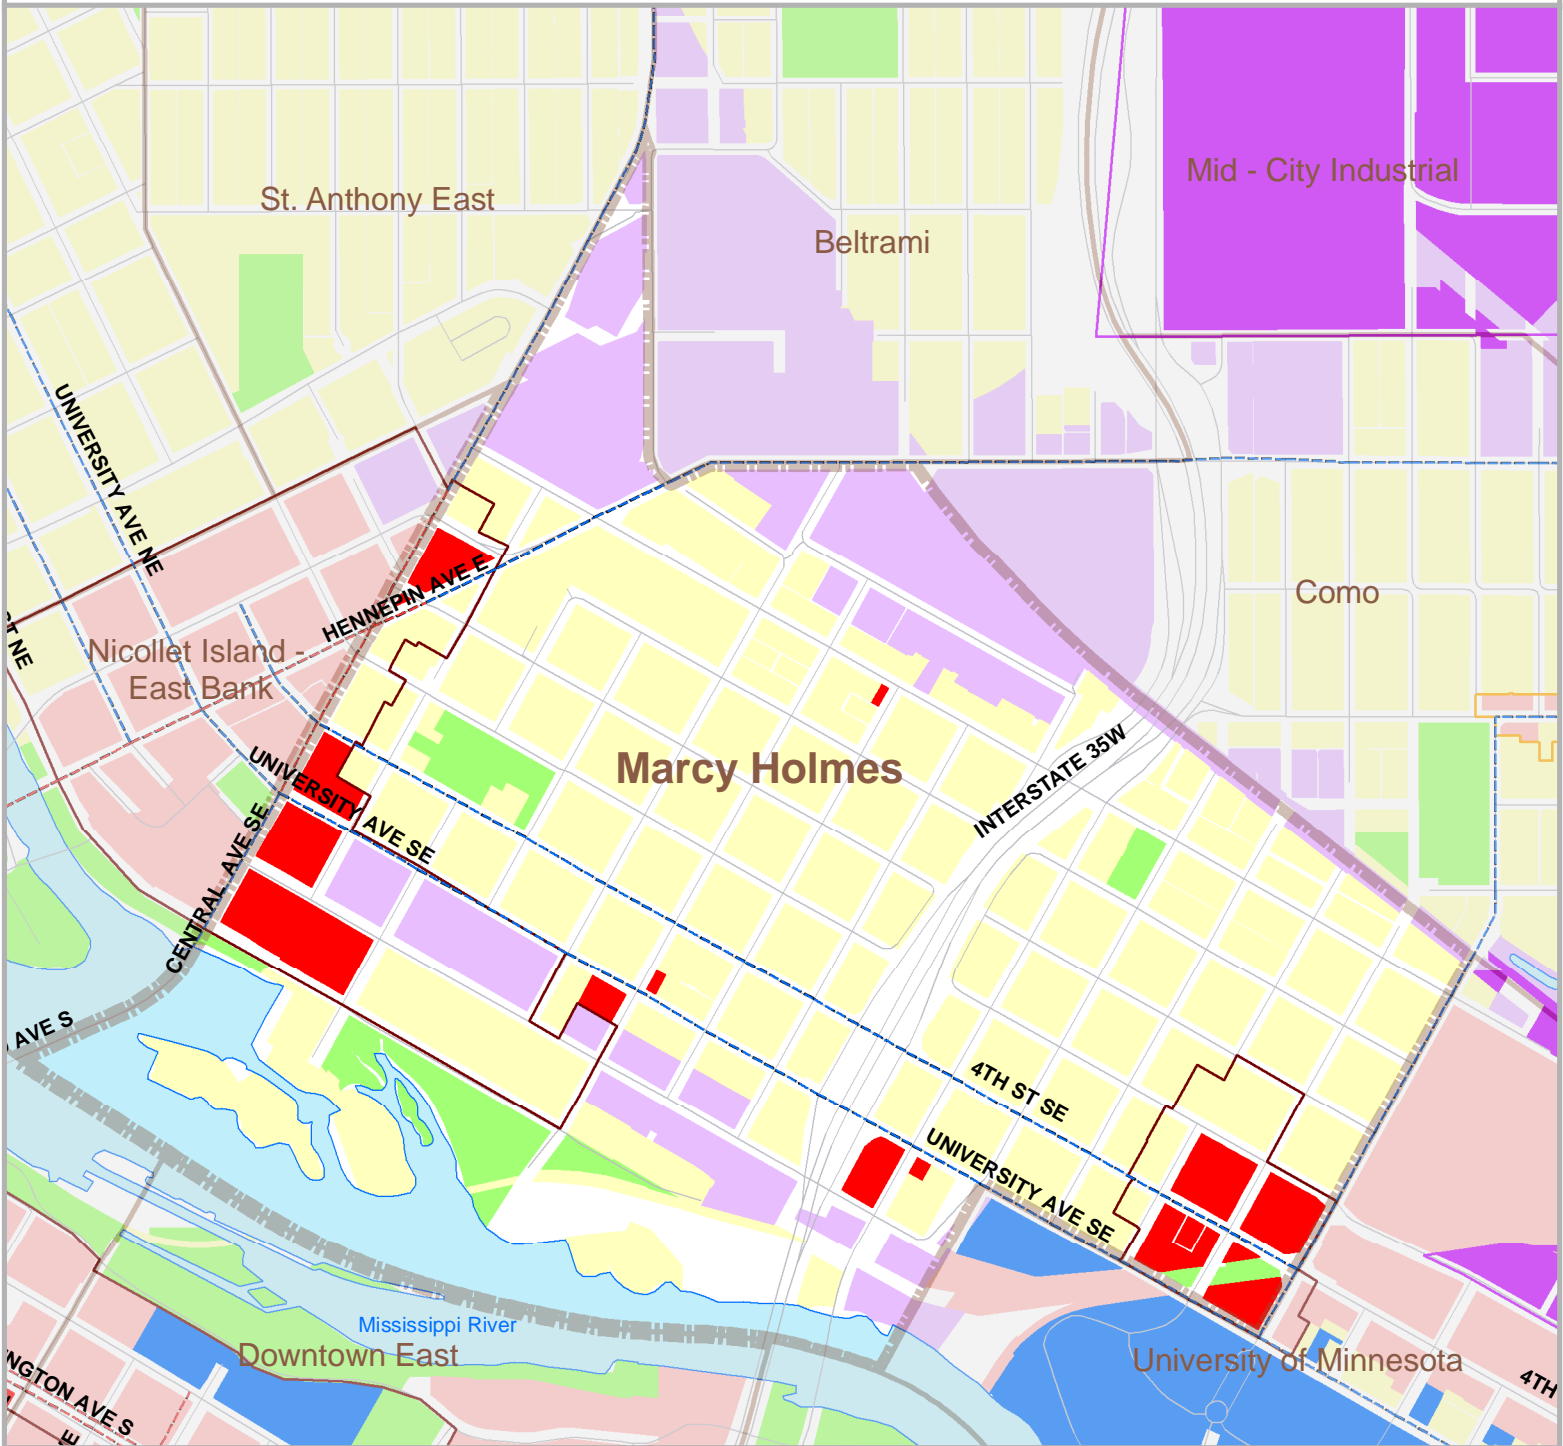 St. Anthony East
Mid - City Industrial
Beltrami
UNIVERSITY AVE NE
HENNEPIN AVE E
Como
ST NE
Nicollet Island -
East Bank
Marcy Holmes
INTERSTATE 35W
UNIVERSITY AVE SE
CENTRAL AVE SE
AVE S
4TH ST SE
UNIVERSITY AVE SE
Mississippi River
Downtown East
University of Minnesota
NGTON AVE S
4TH
E